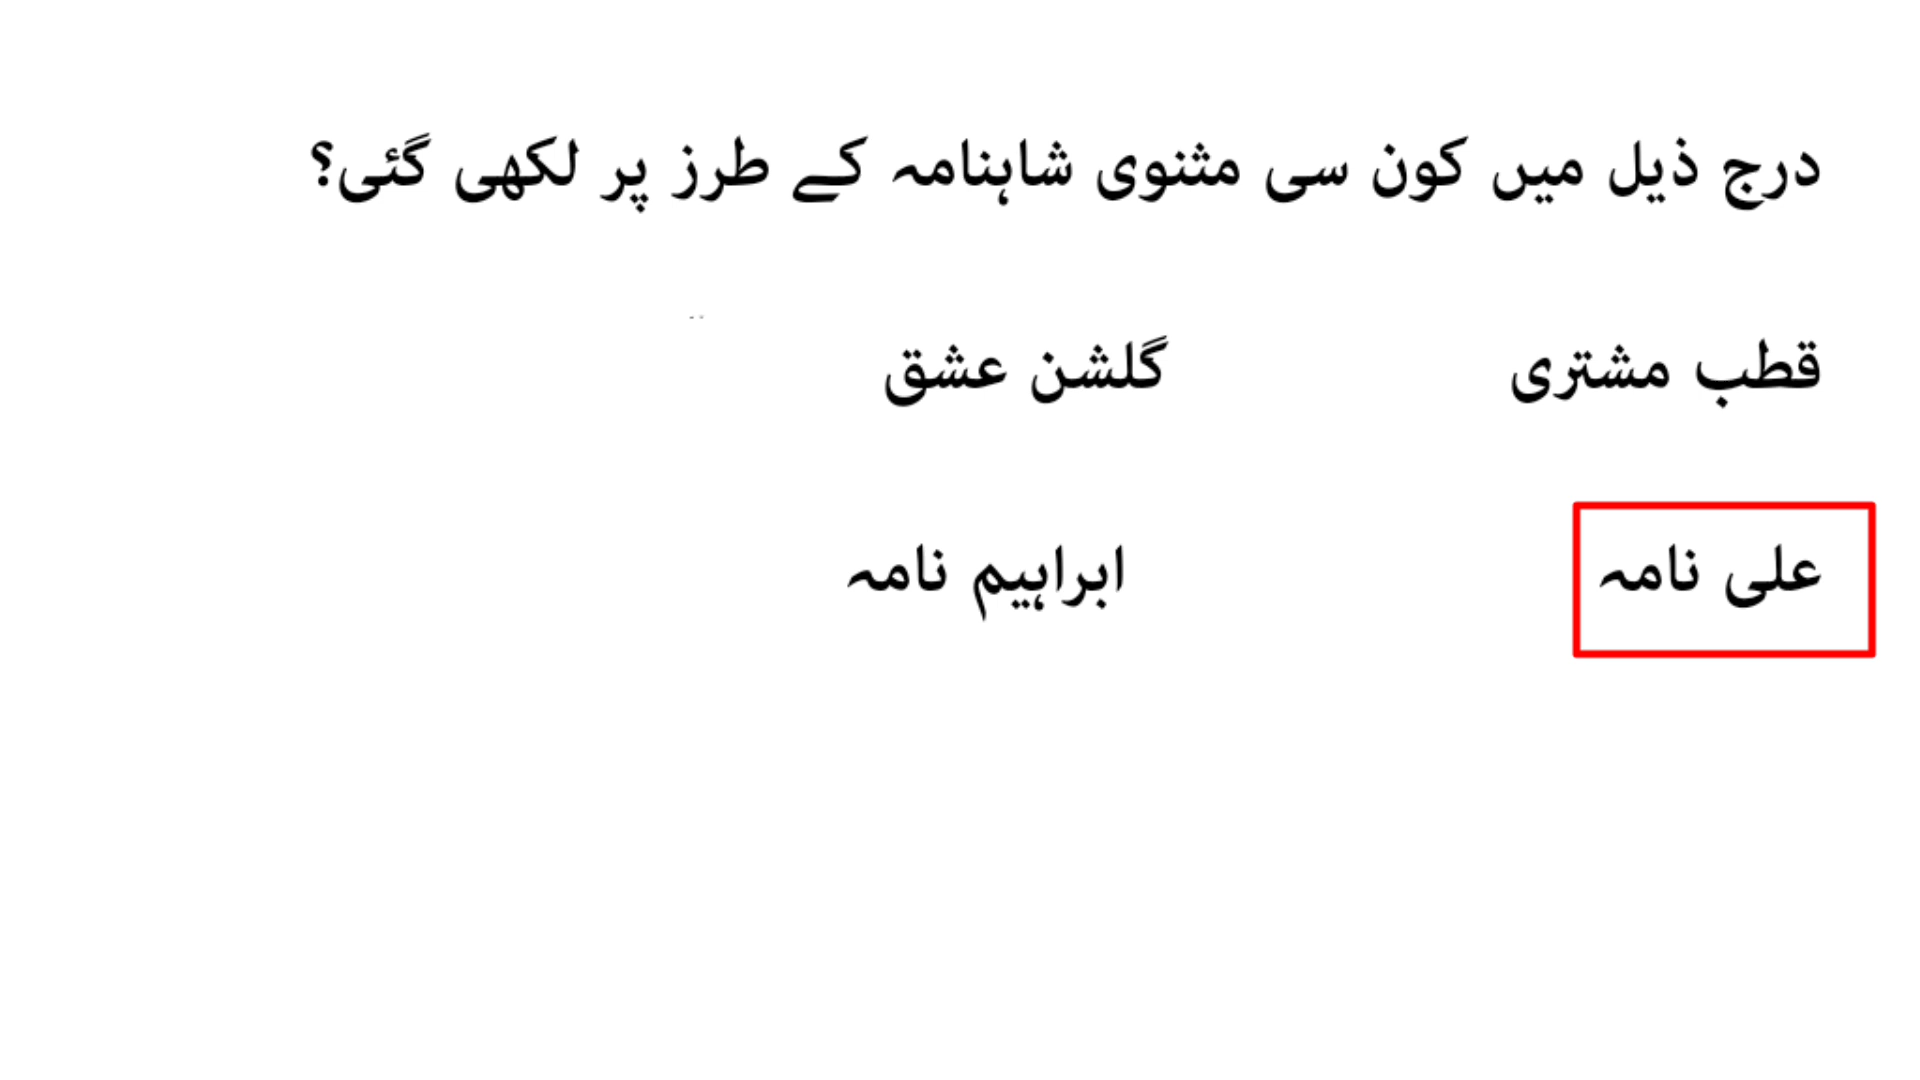 درج ذیل میں کون سی مثنوی شاہنامہ کے طرز پر لکھی گئی؟
قطب مشتری گلشن عشق
علی نامہ ابراہیم نامہ